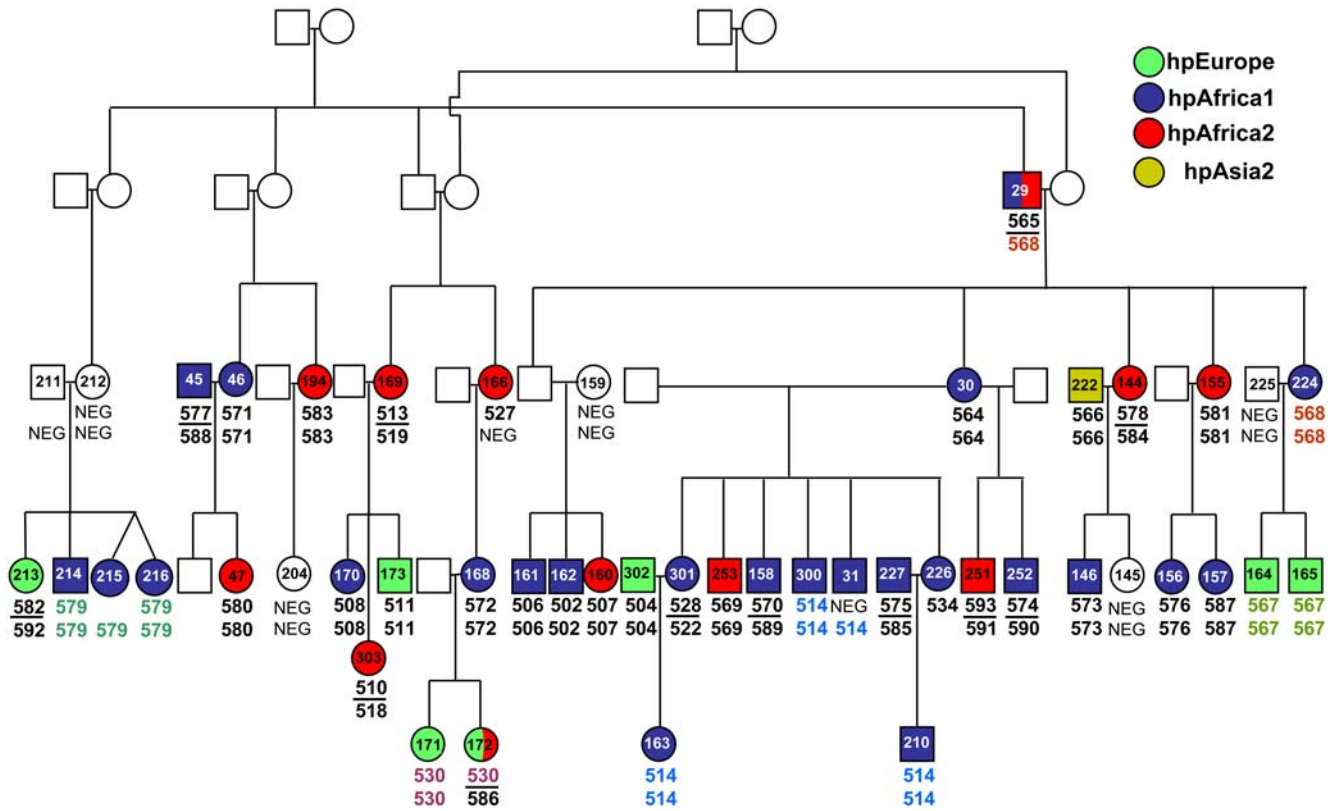 hpEurope
hpAfrica1
hpAfrica2
hpAsia2
29
565
568
211 212 45 46 194 169 166 159 30 222 144 155 225 224
NEG 577 571 583 513 527 NEG 564 566 578 581 NEG 568
NEG NEG 588 571 583 519 NEG NEG 564 566 584 581 NEG 568
213 214 215 216 47 204 170 173 168 161 162 160 302 301 253 158 300 31 227 226 251 252 146 145 156 157 164 165
582 579 579 580 NEG 508 511 572 506 502 507 504 528 569 570 514 NEG 575 534 593 574 573 NEG 576 587 567 567
592 579 579 579 580 NEG 508 511 572 506 502 507 504 522 569 589 514 514 585 591 590 573 NEG 576 587 567 567
303
510
518
171 172 163 210
530 530 514 514
530 586 514 514